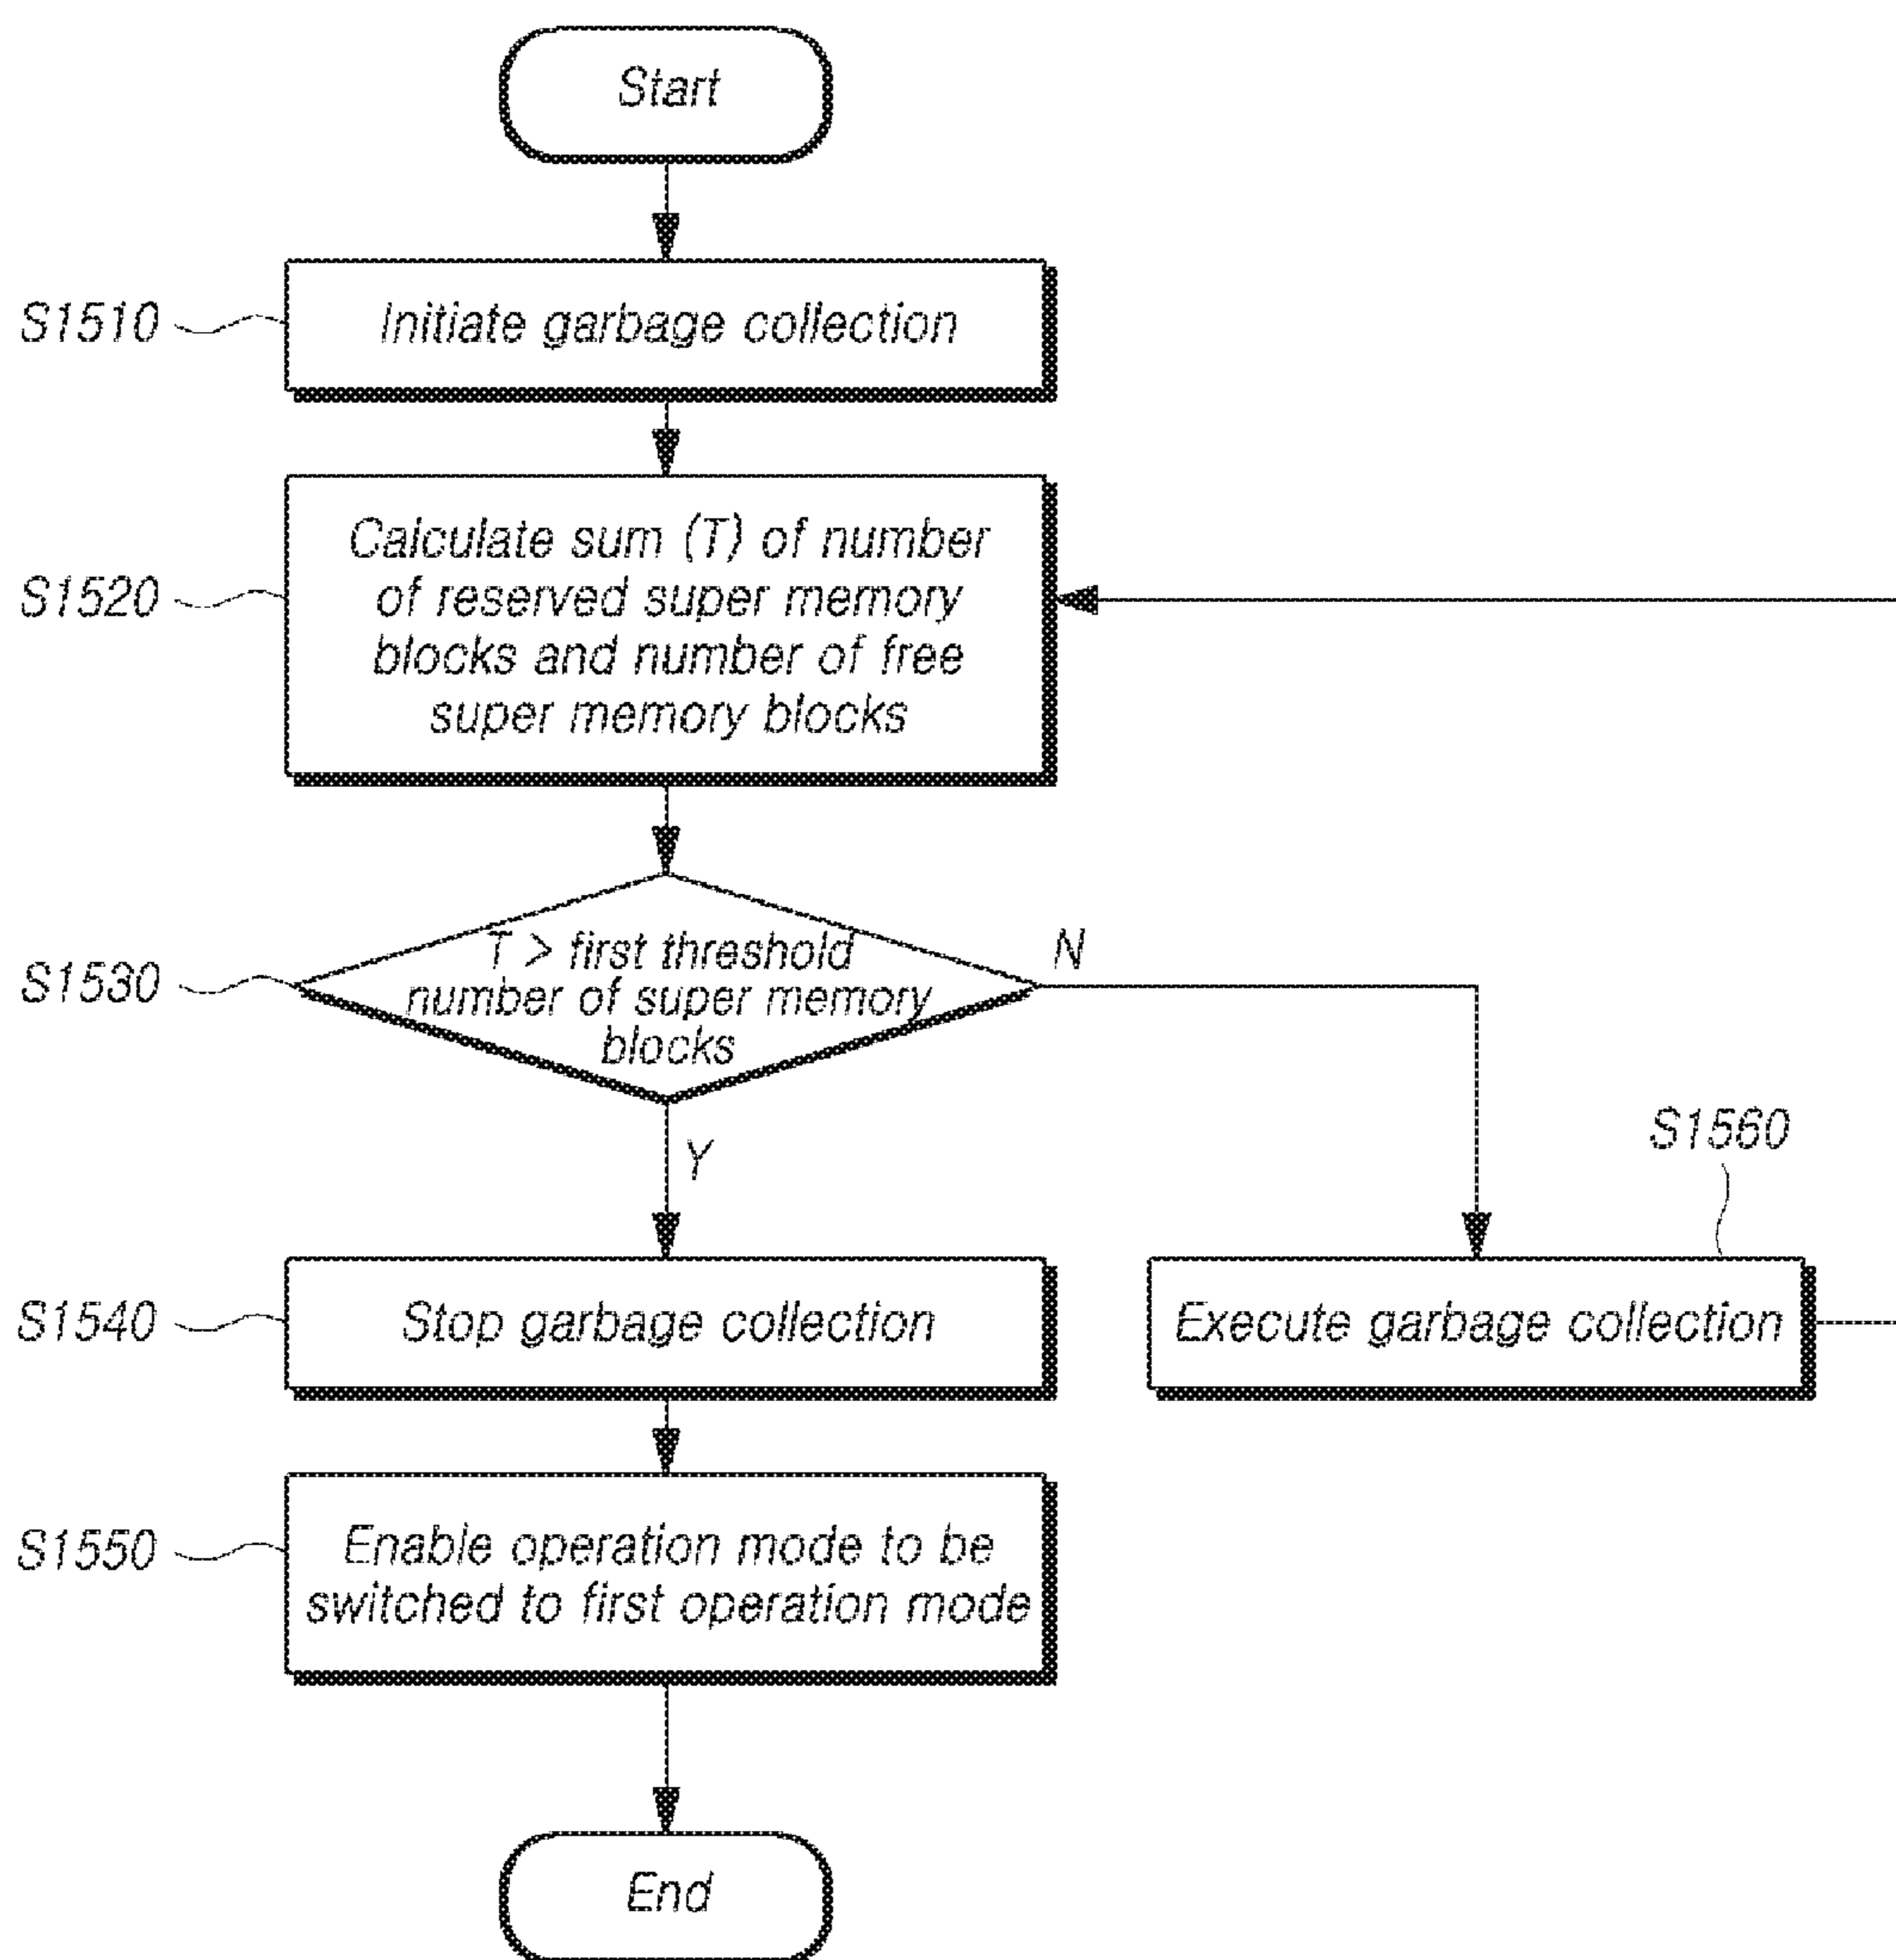 Start
S1510
Initiate garbage collection
S1520
Calculate sum (T) of number
of reserved super memory
blocks and number of free
super memory blocks
S1530
T > first threshold
number of super memory
blocks
N
Y
S1560
S1540
Stop garbage collection
Execute garbage collection
S1550
Enable operation mode to be
switched to first operation mode
End